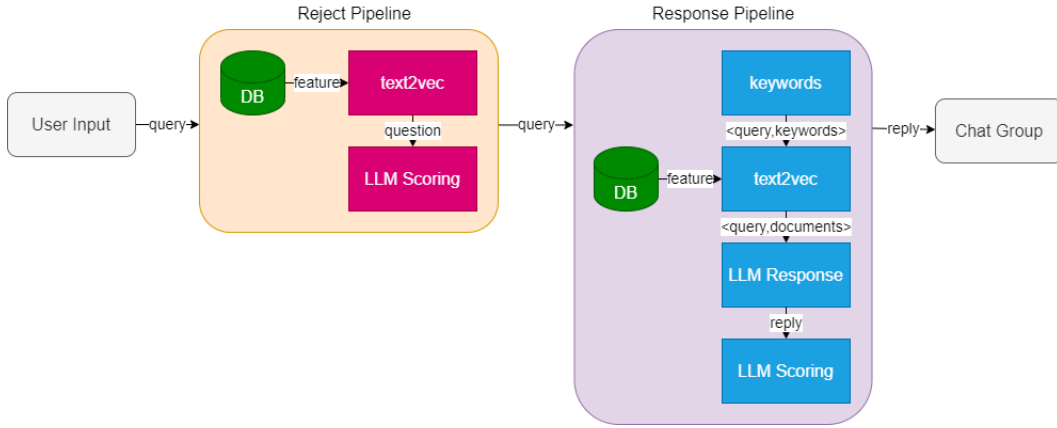 Reject Pipeline
Response Pipeline
User Input
query
DB
feature
text2vec
question
LLM Scoring
query
keywords
<query,keywords>
DB
feature
text2vec
<query,documents>
LLM Response
reply
LLM Scoring
reply
Chat Group